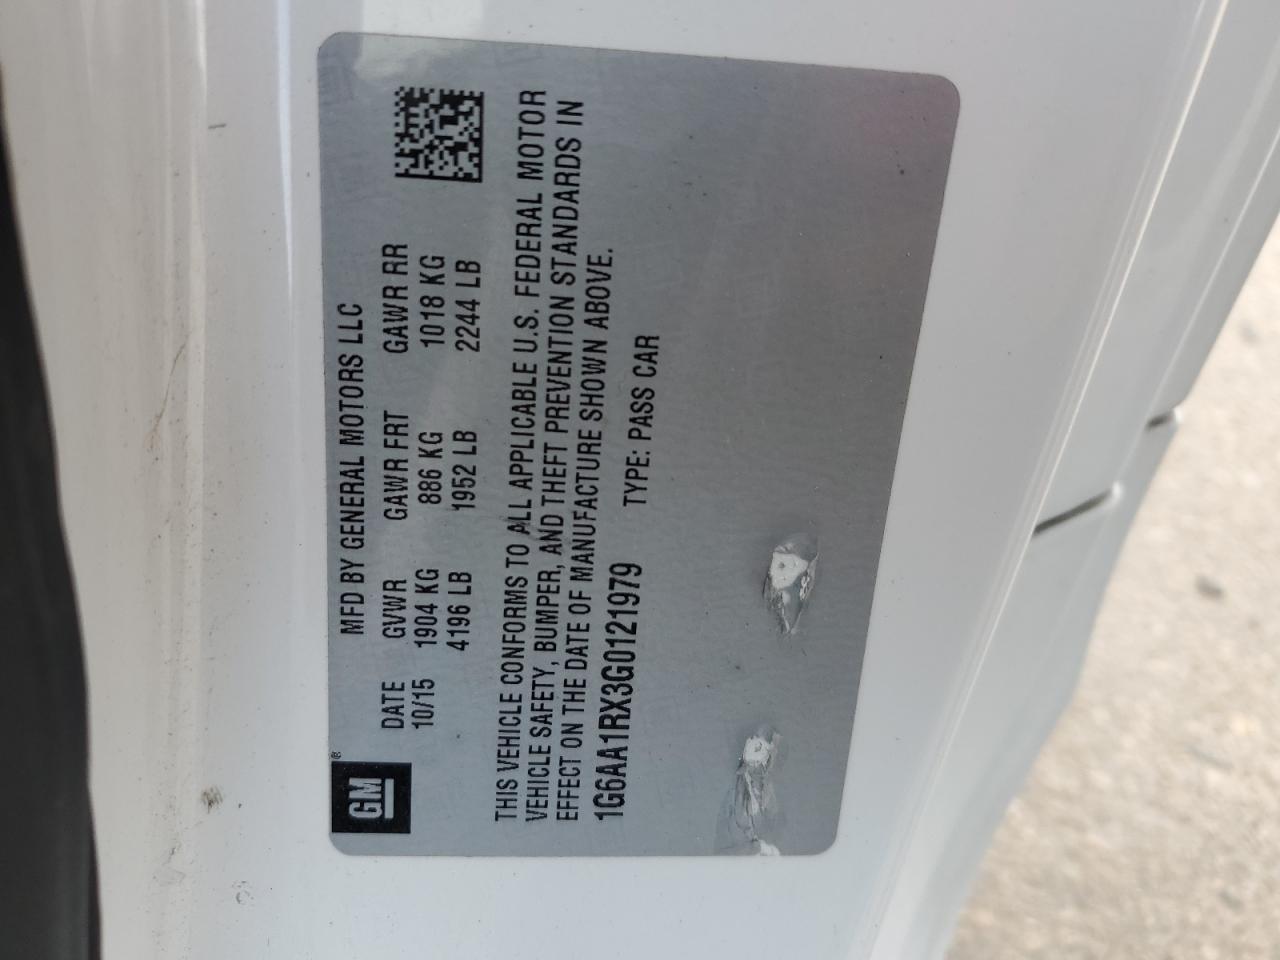 GM®
MFD BY GENERAL MOTORS LLC
DATE GVWR GAWR FRT GAWR RR
10/15 1904 KG 886 KG 1018 KG
4196 LB 1952 LB 2244 LB
THIS VEHICLE CONFORMS TO ALL APPLICABLE U.S. FEDERAL MOTOR
VEHICLE SAFETY, BUMPER, AND THEFT PREVENTION STANDARDS IN
EFFECT ON THE DATE OF MANUFACTURE SHOWN ABOVE.
1G6AA1RX3G0121979 TYPE: PASS CAR